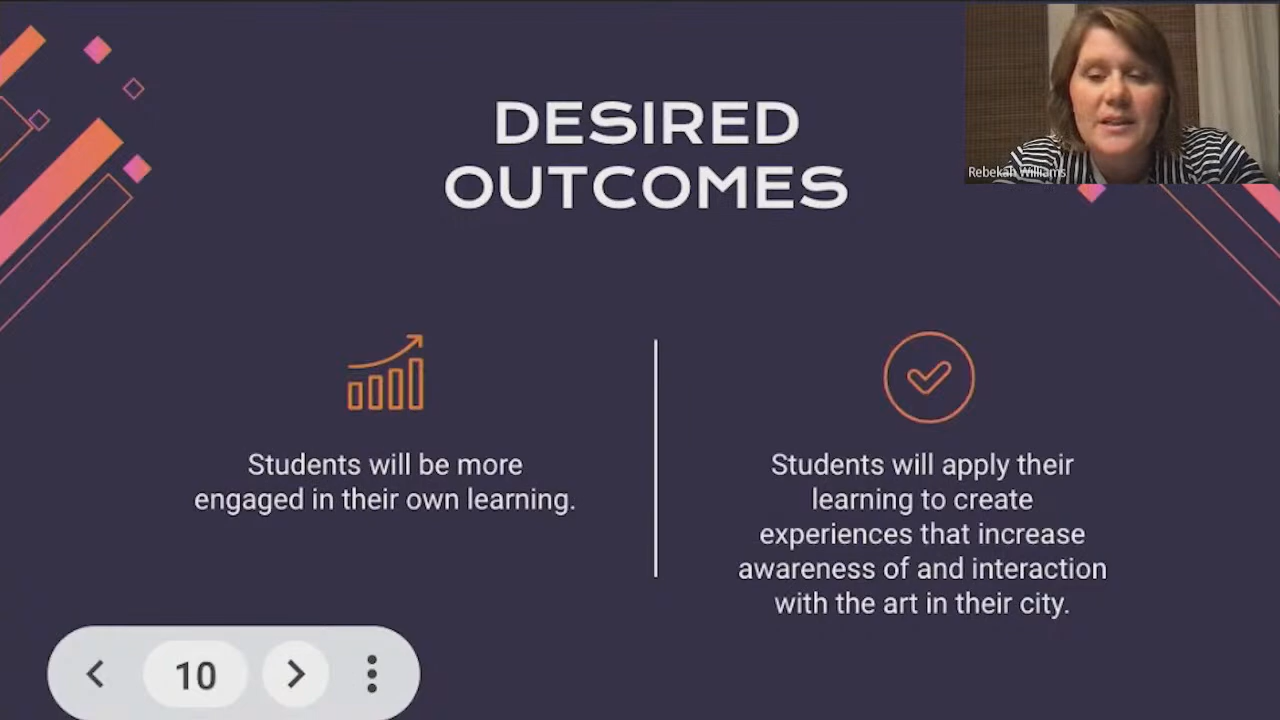 DESIRED
OUTCOMES
Rebekah Williams
Students will be more
engaged in their own learning.
Students will apply their
learning to create
experiences that increase
awareness of and interaction
with the art in their city.
10